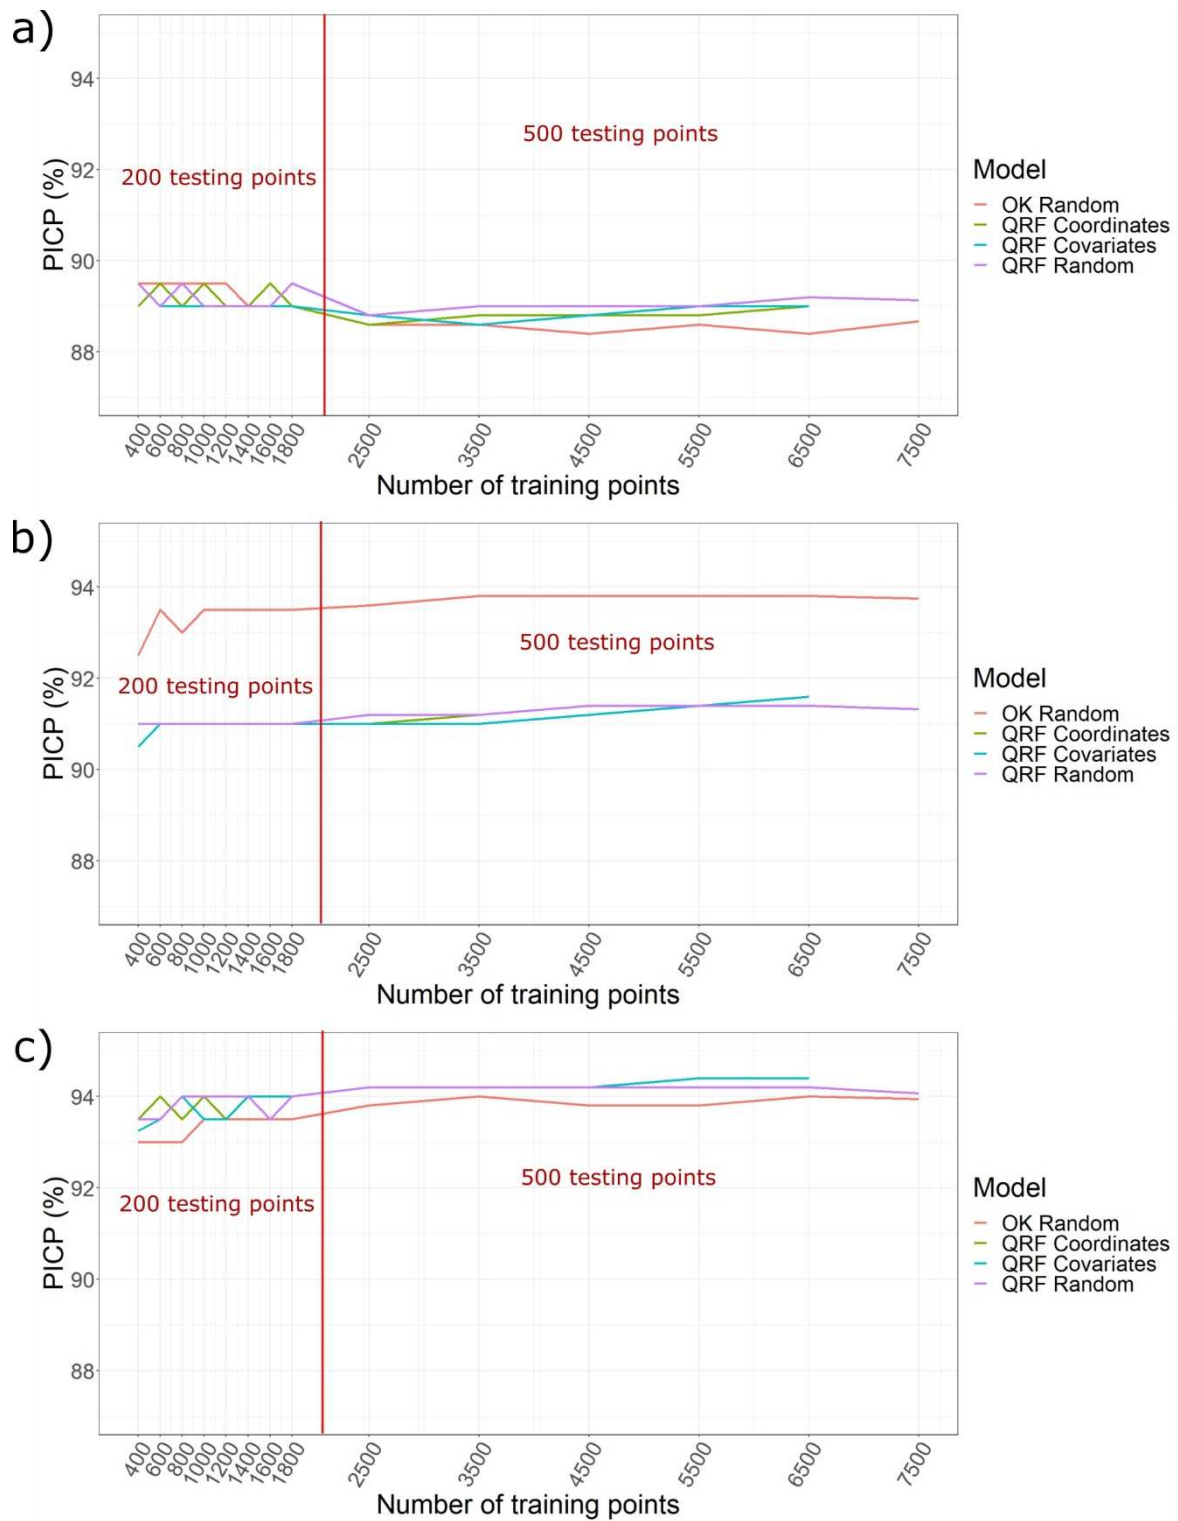 a)
94
92
90
88
PICP (%)
200 testing points
500 testing points
400
600
800
1000
1200
1400
1600
1800
2500
3500
4500
5500
6500
7500
Number of training points
Model
OK Random
QRF Coordinates
QRF Covariates
QRF Random
b)
94
92
90
88
PICP (%)
200 testing points
500 testing points
400
600
800
1000
1200
1400
1600
1800
2500
3500
4500
5500
6500
7500
Number of training points
Model
OK Random
QRF Coordinates
QRF Covariates
QRF Random
c)
94
92
90
88
PICP (%)
200 testing points
500 testing points
400
600
800
1000
1200
1400
1600
1800
2500
3500
4500
5500
6500
7500
Number of training points
Model
OK Random
QRF Coordinates
QRF Covariates
QRF Random